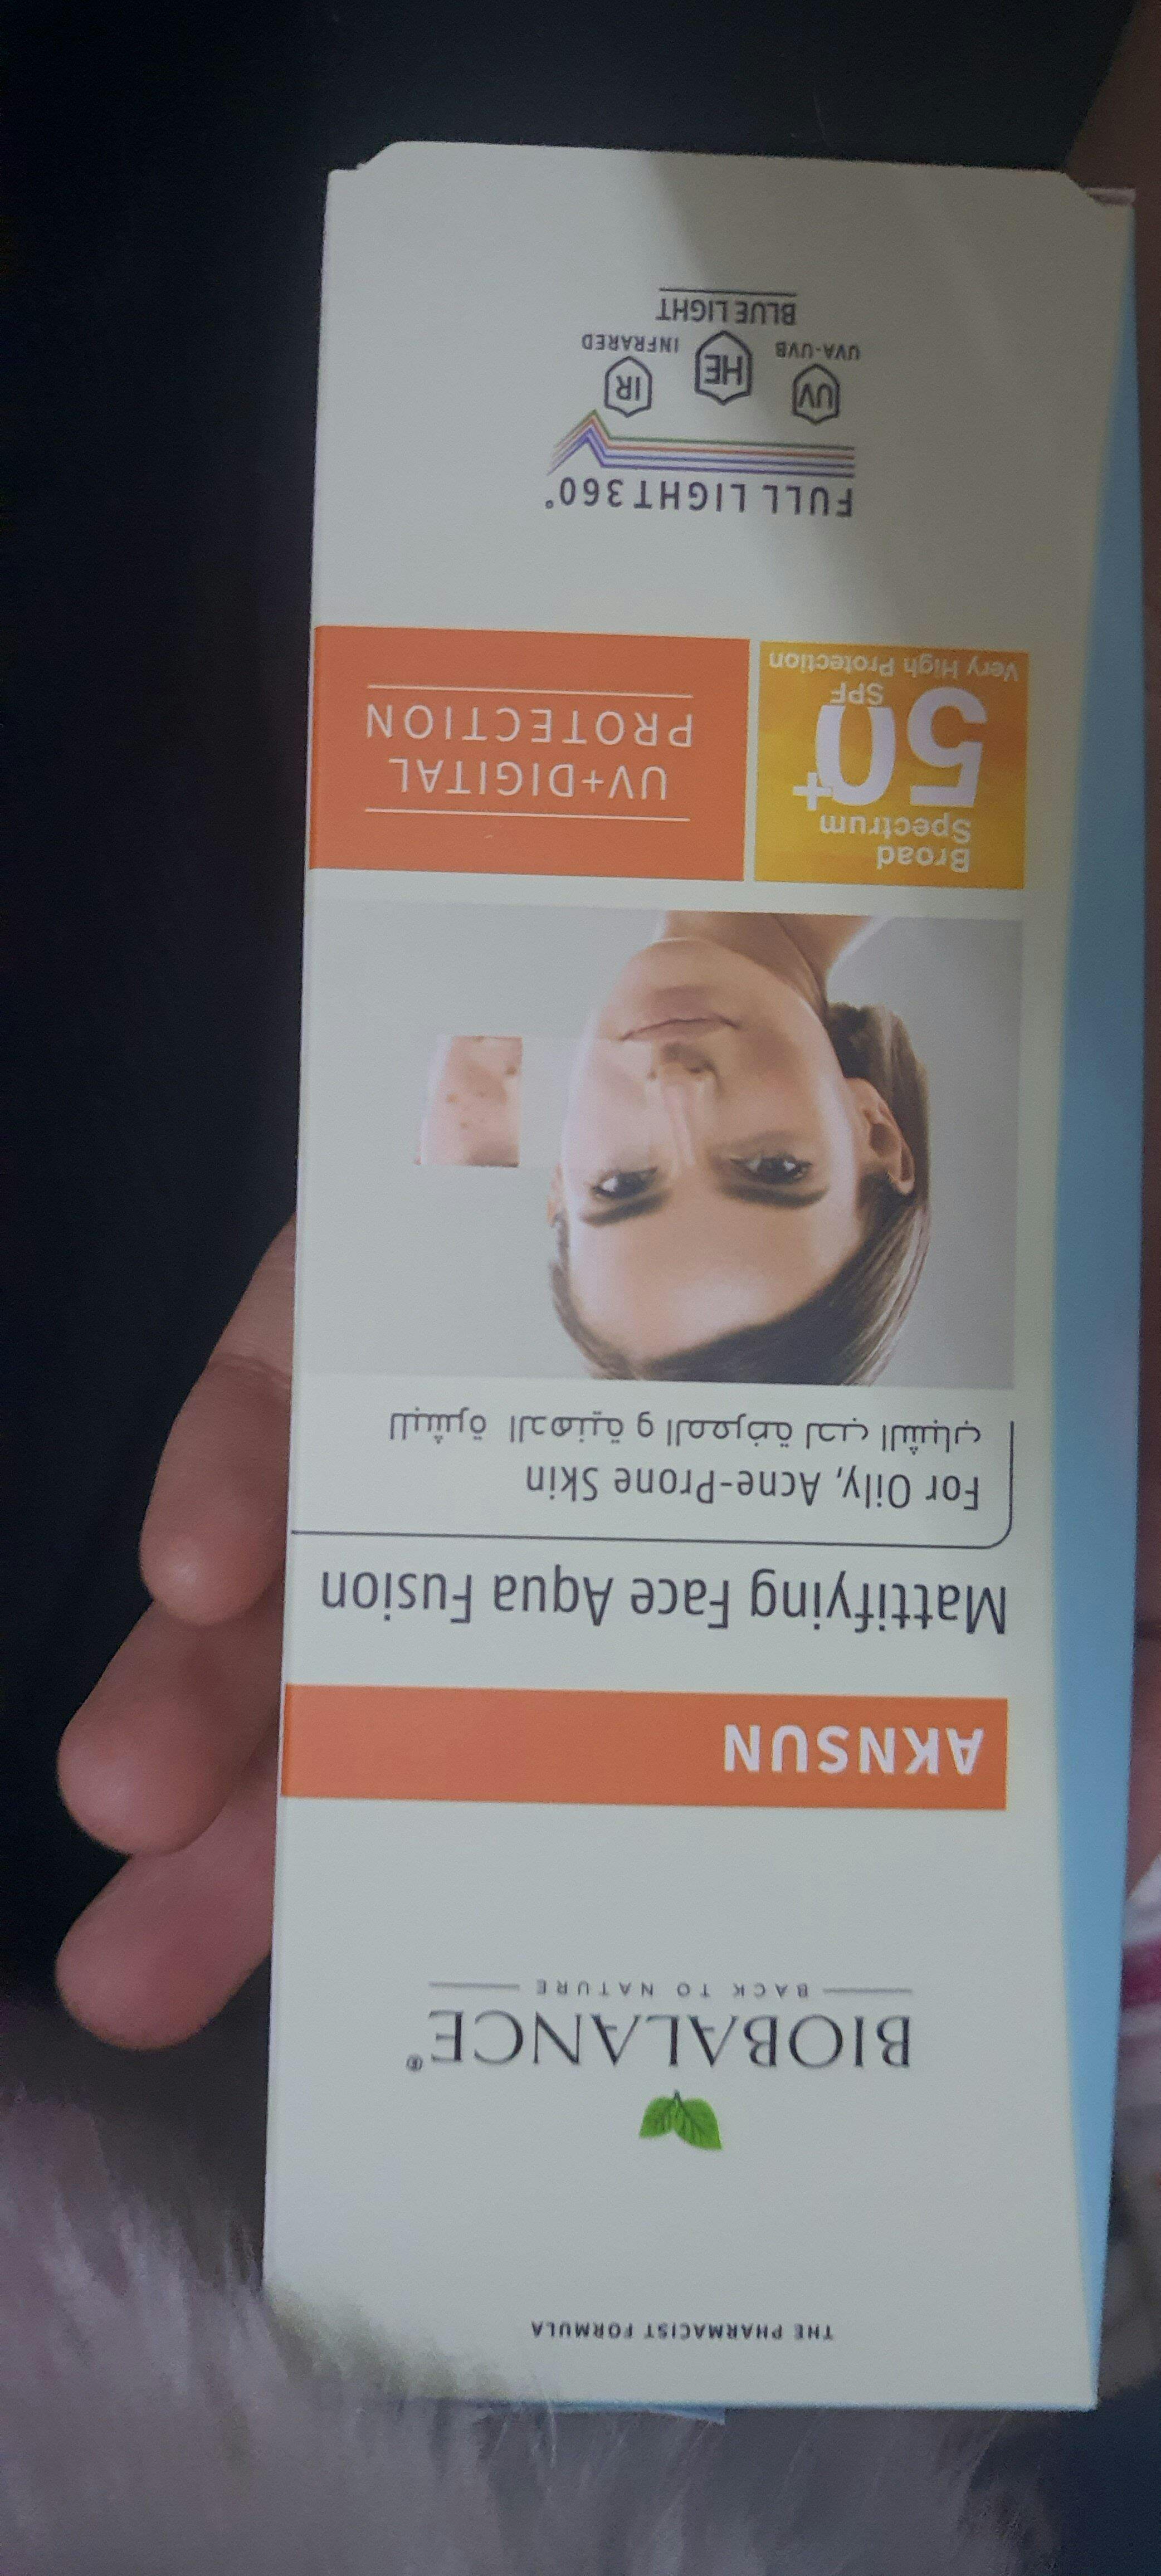 THE PHARMACIST FORMULA
BIOBALANCE®
BACK TO NATURE
AKNSUN
Mattifying Face Aqua Fusion
For Oily, Acne-Prone Skin
للبشرة الدهنية و المعرضة لحب الشباب
Broad
Spectrum
50+
SPF
Very High Protection
UV+DIGITAL
PROTECTION
FULL LIGHT 360°
UV
HE
IR
UVA-UVB
INFRARED
BLUE LIGHT